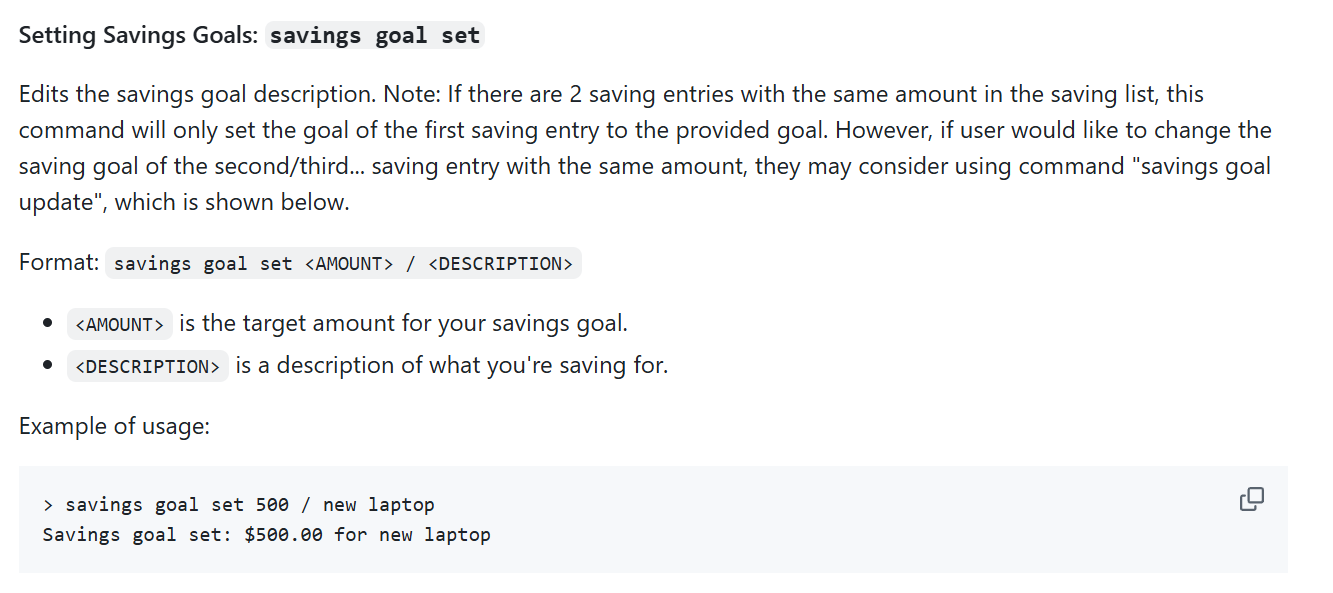 Setting Savings Goals: savings goal set
Edits the savings goal description. Note: If there are 2 saving entries with the same amount in the saving list, this
command will only set the goal of the first saving entry to the provided goal. However, if user would like to change the
saving goal of the second/third... saving entry with the same amount, they may consider using command "savings goal
update", which is shown below.
Format: savings goal set <AMOUNT> / <DESCRIPTION>
• <AMOUNT> is the target amount for your savings goal.
• <DESCRIPTION> is a description of what you're saving for.
Example of usage:
> savings goal set 500 / new laptop
Savings goal set: $500.00 for new laptop